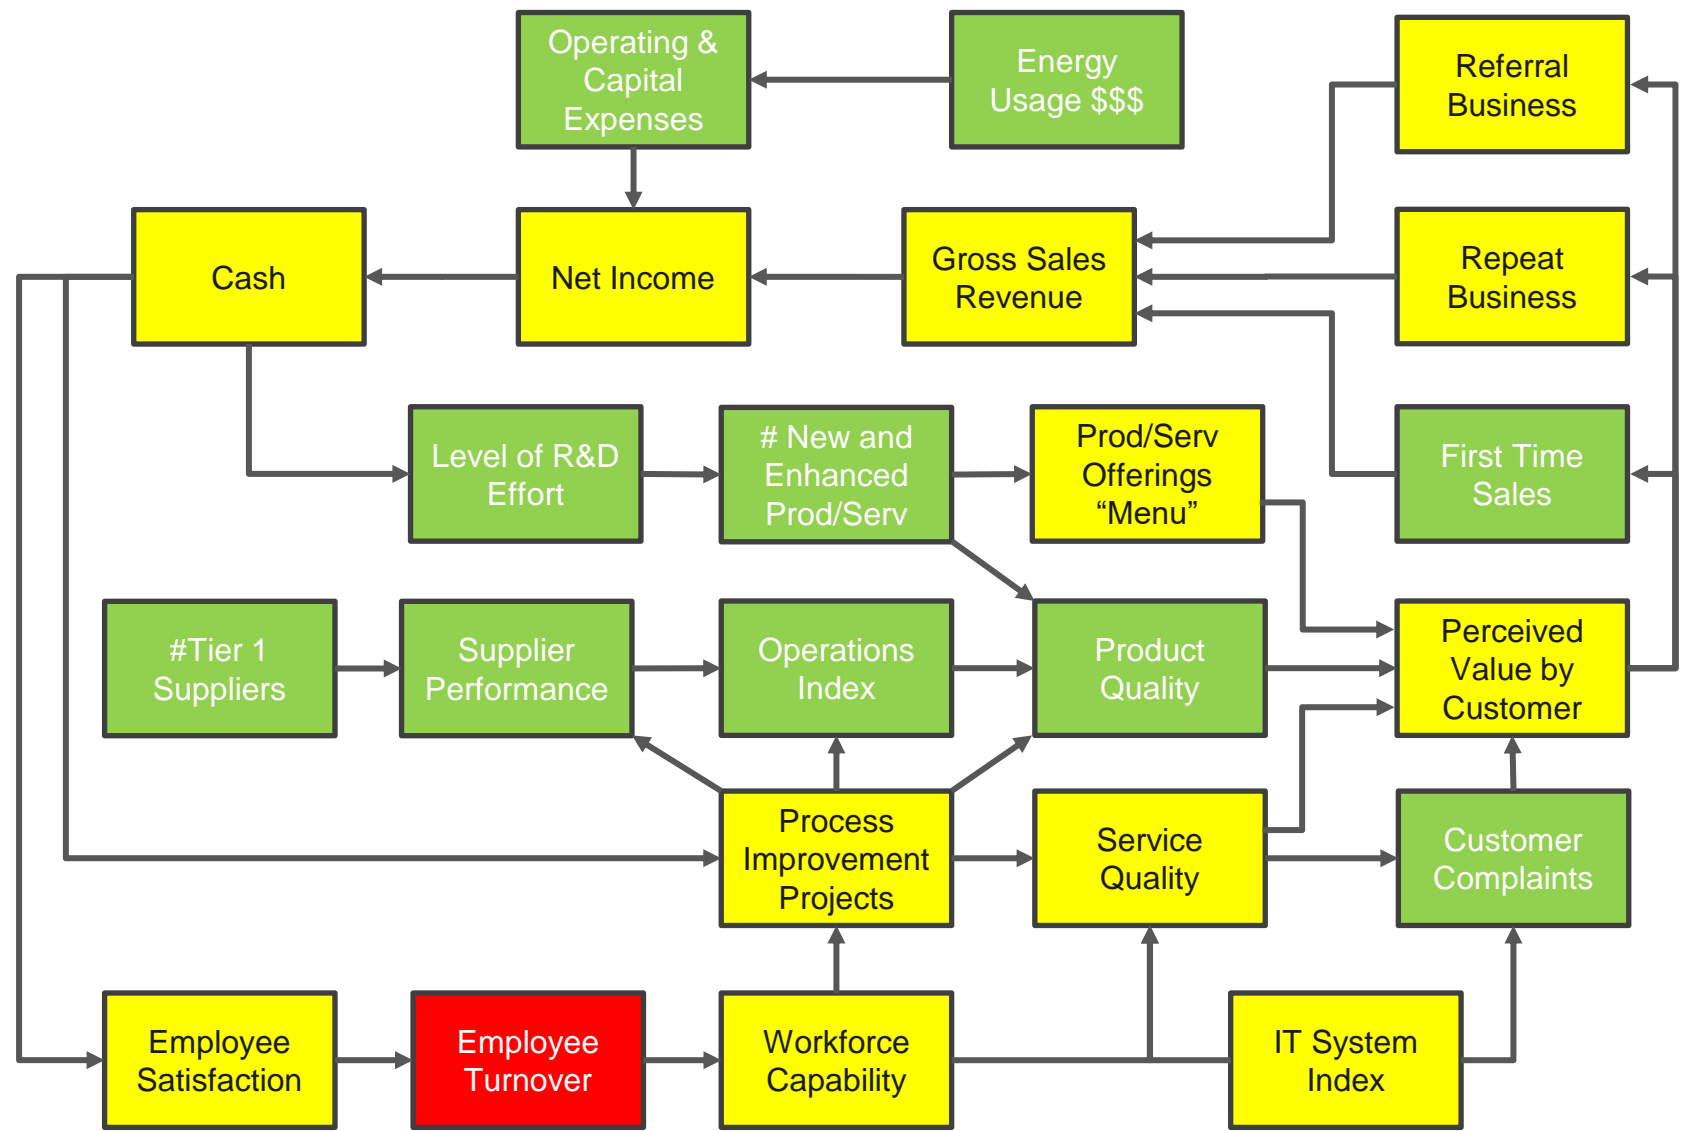 Operating &
Capital
Expenses
Energy
Usage $$$
Referral
Business
Cash
Net Income
Gross Sales
Revenue
Repeat
Business
Level of R&D
Effort
# New and
Enhanced
Prod/Serv
Prod/Serv
Offerings
“Menu”
First Time
Sales
#Tier 1
Suppliers
Supplier
Performance
Operations
Index
Product
Quality
Perceived
Value by
Customer
Process
Improvement
Projects
Service
Quality
Customer
Complaints
Employee
Satisfaction
Employee
Turnover
Workforce
Capability
IT System
Index